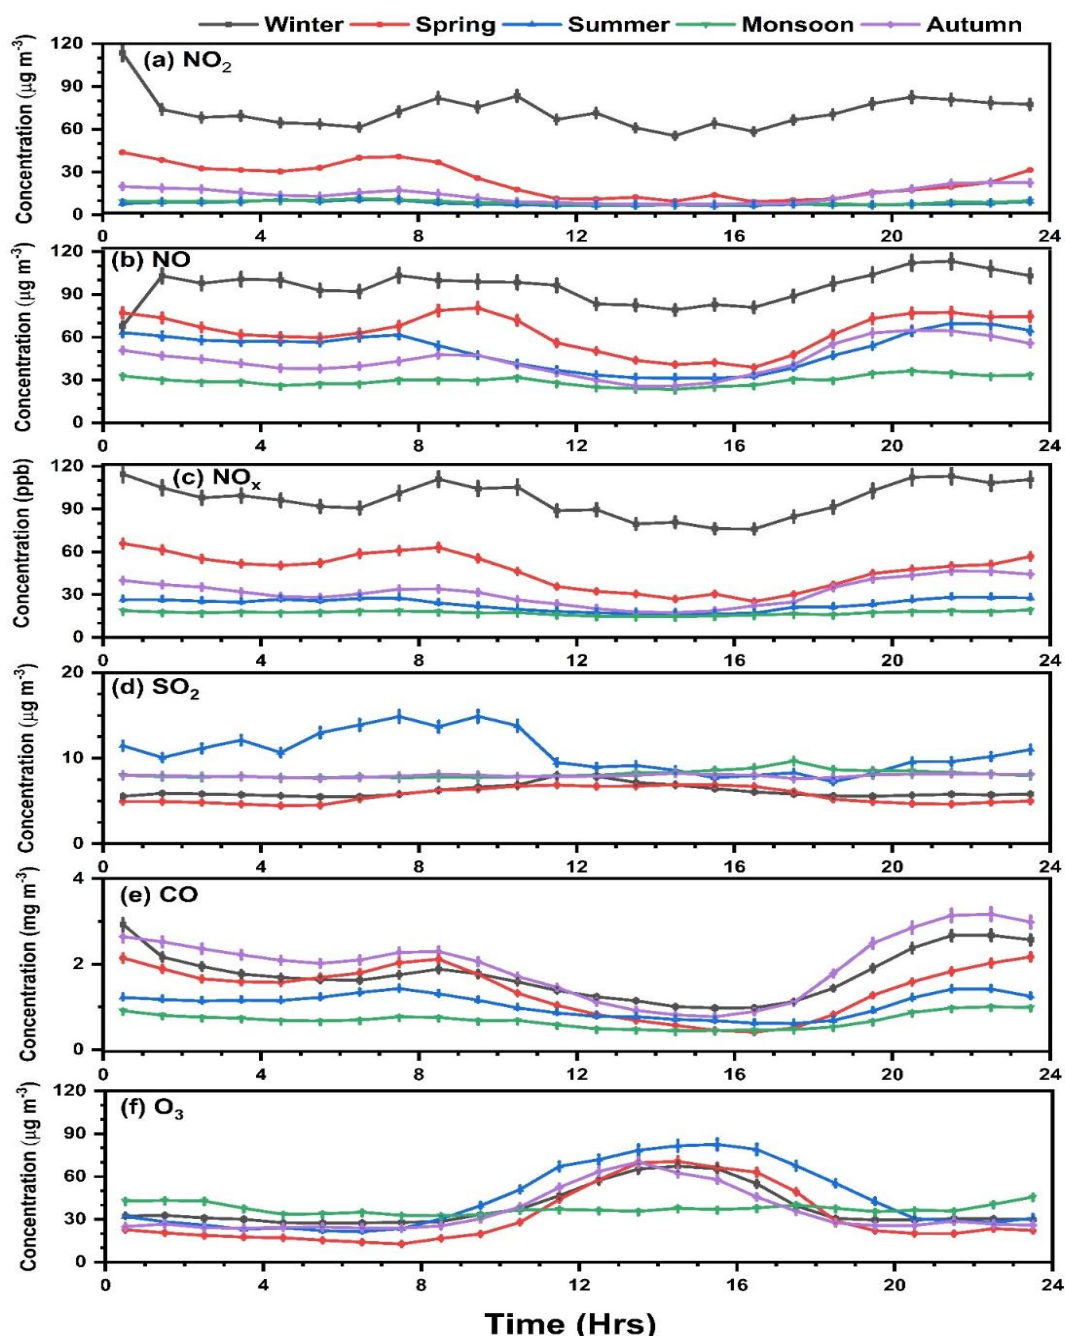 Winter Spring Summer Monsoon Autumn
(a) NO₂
Concentration (μg m⁻³)
120
90
60
30
0
0 4 8 12 16 20 24
(b) NO
Concentration (μg m⁻³)
120
90
60
30
0
0 4 8 12 16 20 24
(c) NOₓ
Concentration (ppb)
120
90
60
30
0
0 4 8 12 16 20 24
(d) SO₂
Concentration (μg m⁻³)
20
10
0
0 4 8 12 16 20 24
(e) CO
Concentration (mg m⁻³)
4
2
0
0 4 8 12 16 20 24
(f) O₃
Concentration (μg m⁻³)
120
90
60
30
0
0 4 8 12 16 20 24
Time (Hrs)